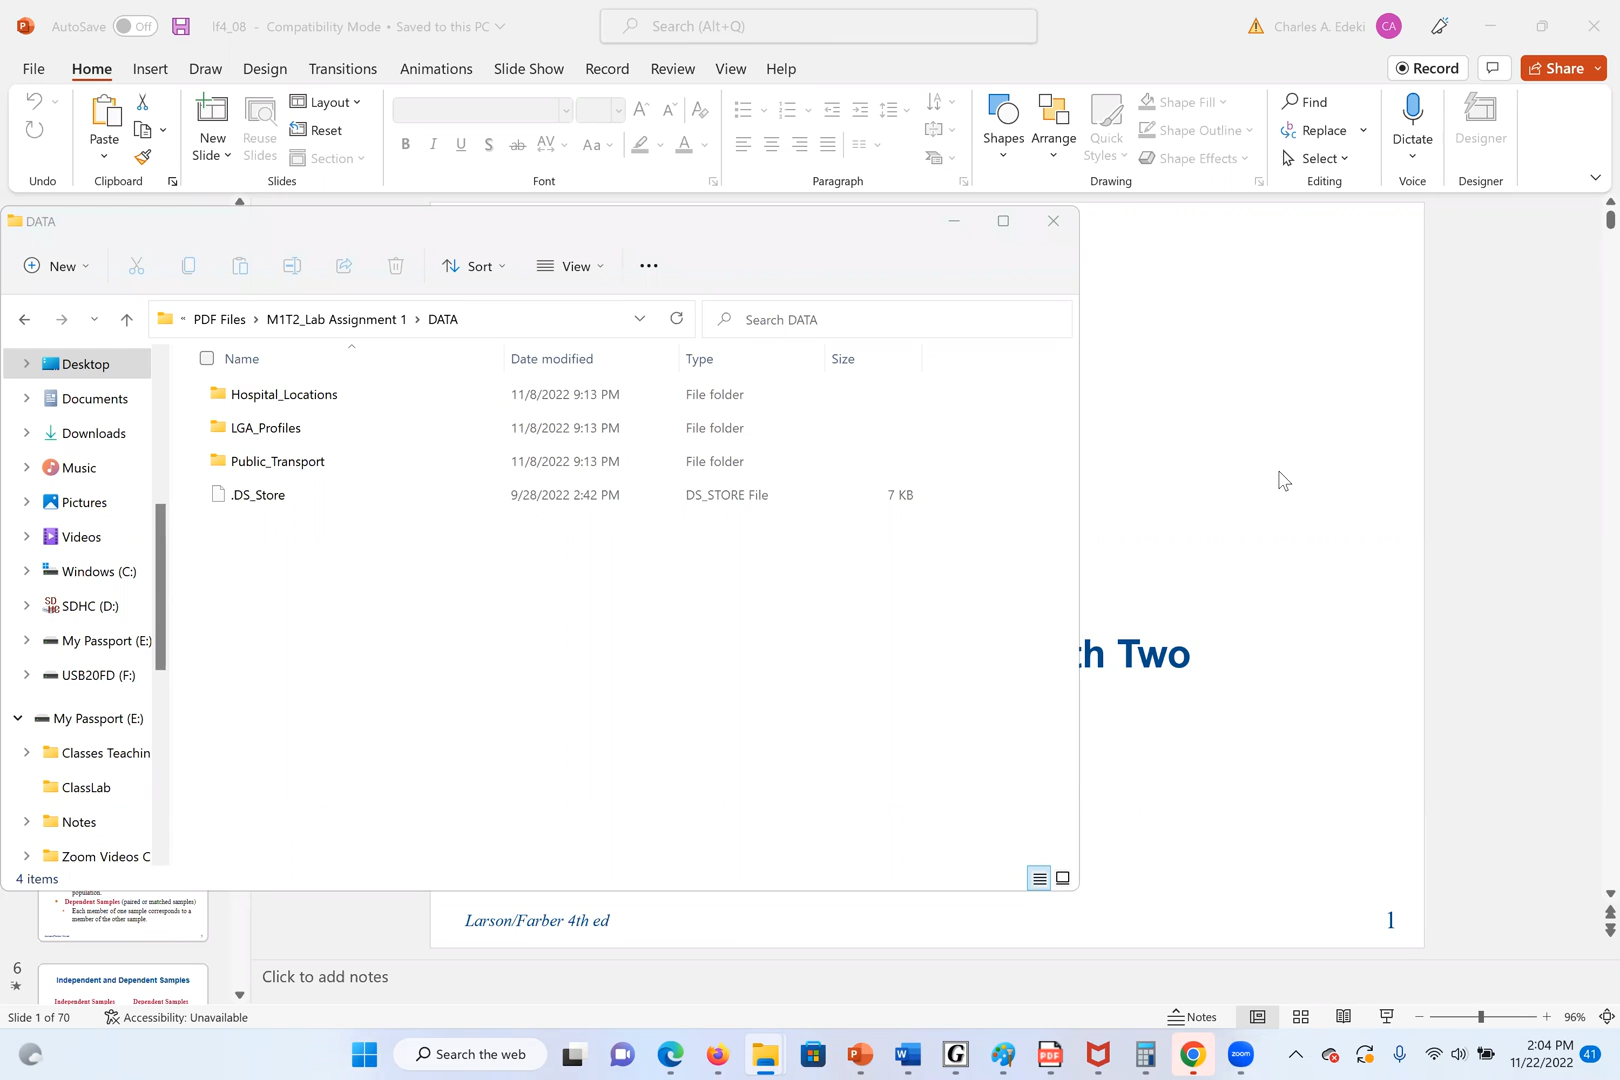 AutoSave Off lf4_08 - Compatibility Mode • Saved to this PC Search (Alt+Q) Charles A. Edeki CA
File Home Insert Draw Design Transitions Animations Slide Show Record Review View Help Record Share
Paste New Slide Reuse Slides Layout Reset Section
B I U S ab AV Aa A
Shapes Arrange Quick Styles Shape Fill Shape Outline Shape Effects
Find Replace Select Dictate Designer
Undo Clipboard Slides Font Paragraph Drawing Editing Voice Designer
DATA
New Sort View
« PDF Files > M1T2_Lab Assignment 1 > DATA Search DATA
Name Date modified Type Size
Hospital_Locations 11/8/2022 9:13 PM File folder
LGA_Profiles 11/8/2022 9:13 PM File folder
Public_Transport 11/8/2022 9:13 PM File folder
.DS_Store 9/28/2022 2:42 PM DS_STORE File 7 KB
Desktop
Documents
Downloads
Music
Pictures
Videos
Windows (C:)
SDHC (D:)
My Passport (E:)
USB20FD (F:)
My Passport (E:)
Classes Teachin
ClassLab
Notes
Zoom Videos C
4 items
th Two
population.
Dependent Samples (paired or matched samples)
Each member of one sample corresponds to a
member of the other sample.
Larson/Farber 4th ed 1
6
Independent and Dependent Samples
Independent Samples Dependent Samples
Click to add notes
Slide 1 of 70 Accessibility: Unavailable Notes 96%
Search the web zoom PDF
2:04 PM
11/22/2022 41